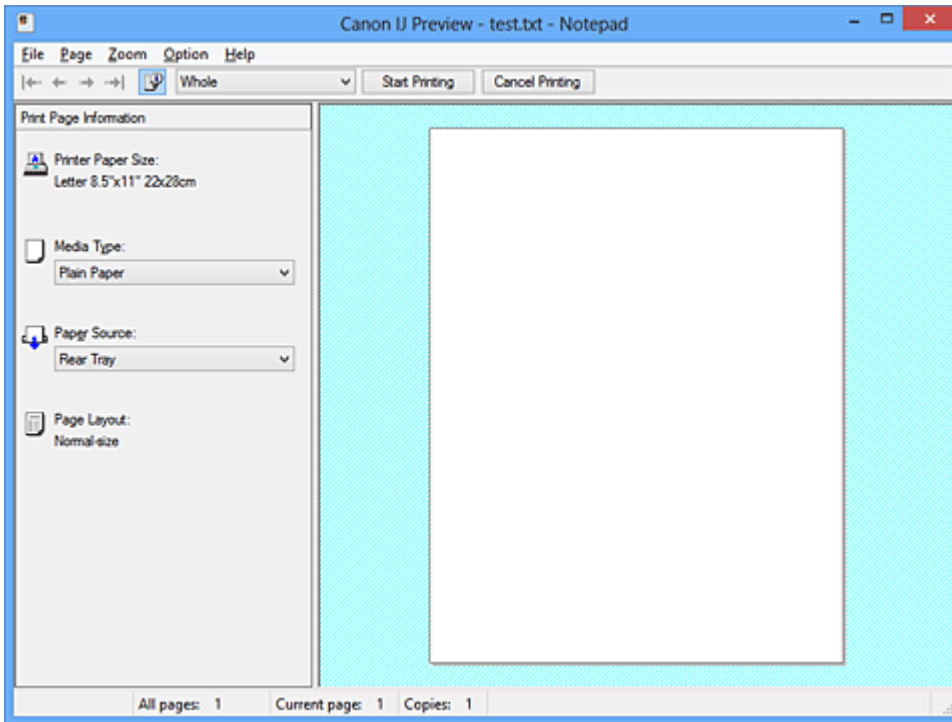 Canon IJ Preview - test.txt - Notepad
File Page Zoom Option Help
Whole Start Printing Cancel Printing
Print Page Information
Printer Paper Size:
Letter 8.5"x11" 22x28cm
Media Type:
Plain Paper
Paper Source:
Rear Tray
Page Layout:
Normal-size
All pages: 1 Current page: 1 Copies: 1